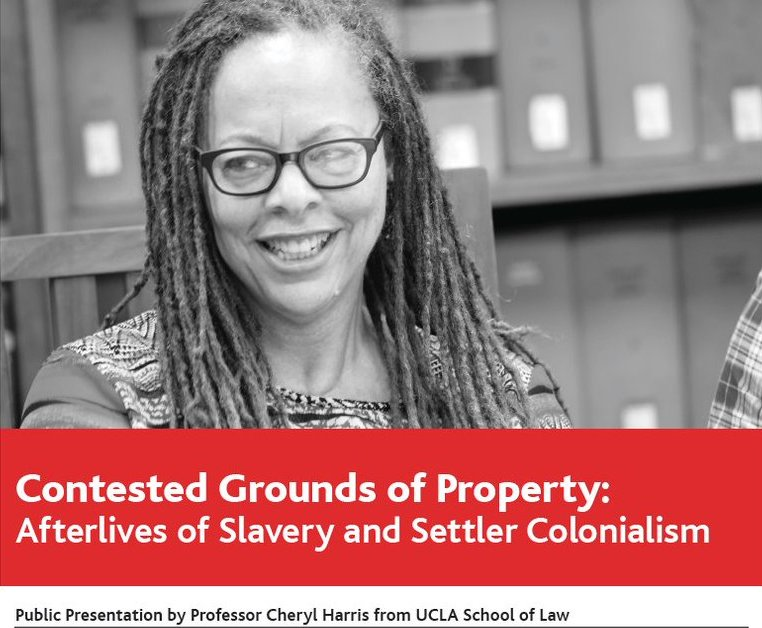 Contested Grounds of Property:
Afterlives of Slavery and Settler Colonialism
Public Presentation by Professor Cheryl Harris from UCLA School of Law